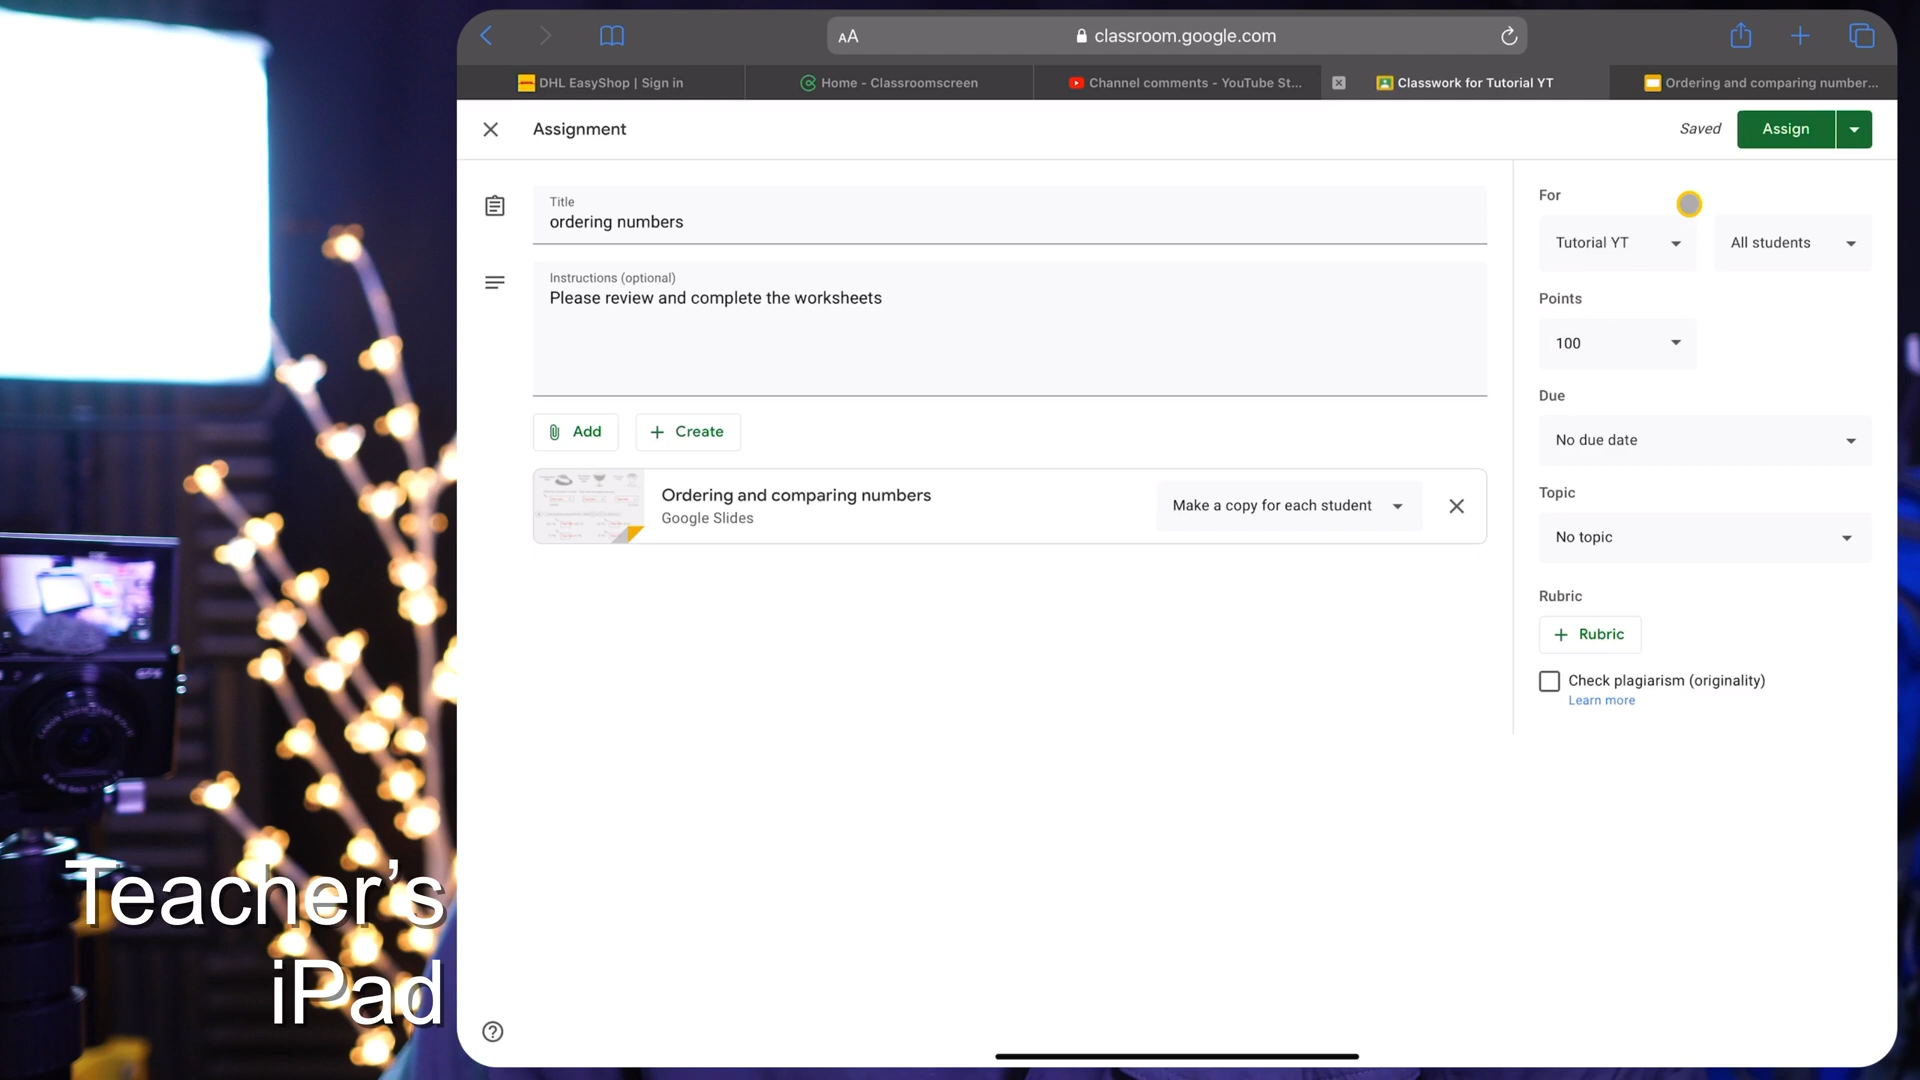 AA classroom.google.com
DHL EasyShop | Sign in
Home - Classroomscreen
Channel comments - YouTube St...
Classwork for Tutorial YT
Ordering and comparing number...
Assignment
Saved
Assign
Title
ordering numbers
Instructions (optional)
Please review and complete the worksheets
Add
Create
Ordering and comparing numbers
Google Slides
Make a copy for each student
For
Tutorial YT
All students
Points
100
Due
No due date
Topic
No topic
Rubric
Rubric
Check plagiarism (originality)
Learn more
Teacher's
iPad